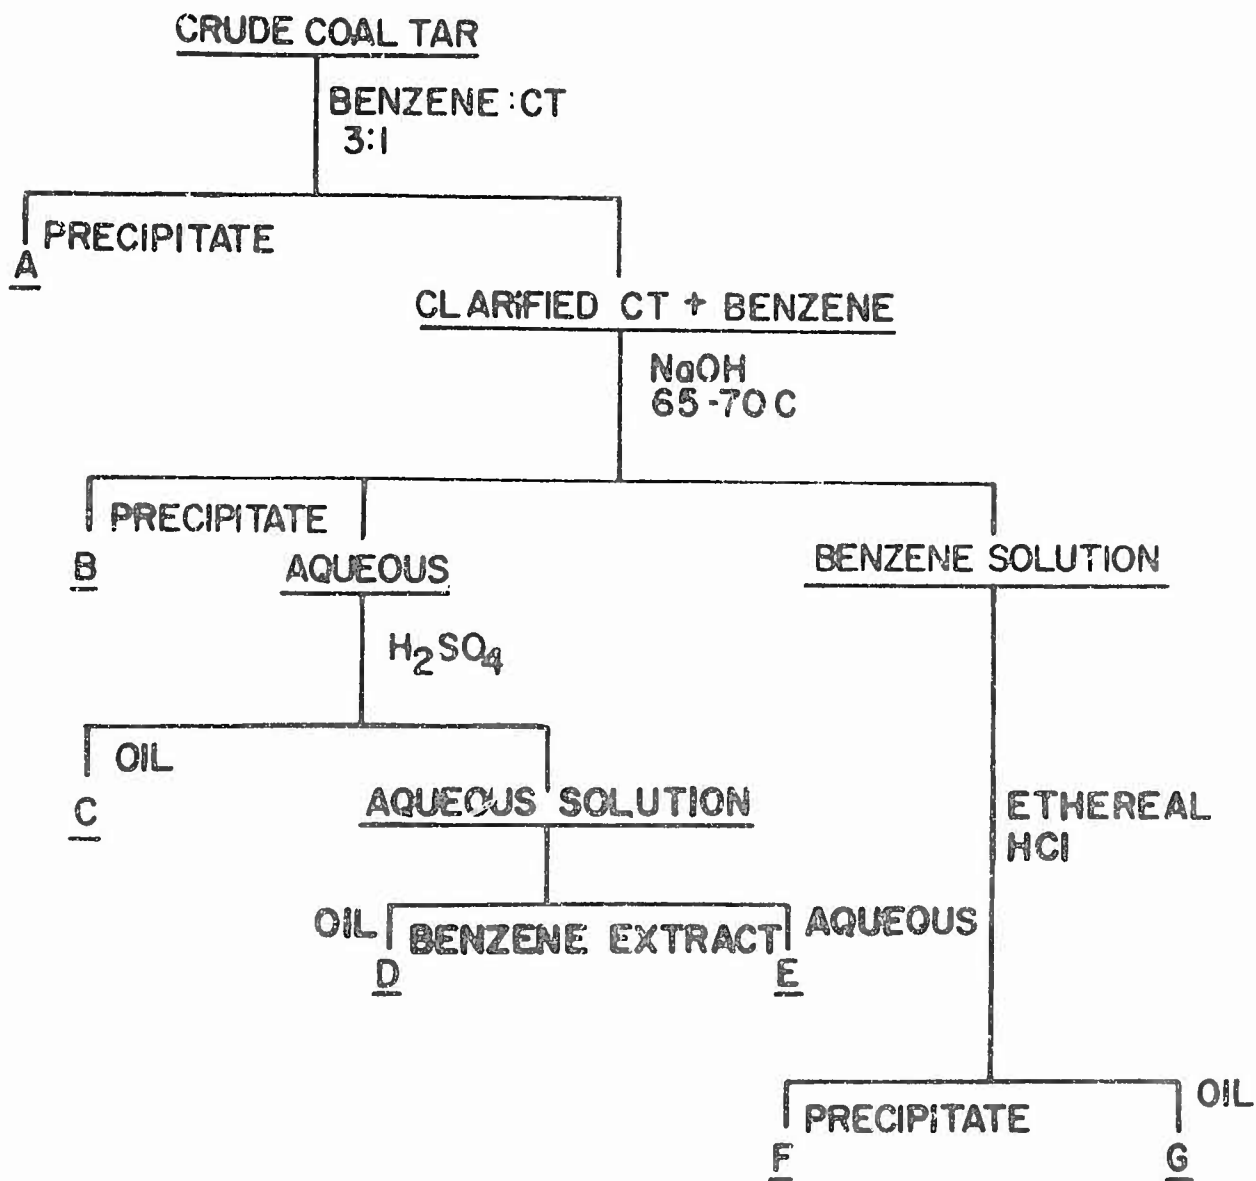 CRUDE COAL TAR
BENZENE:CT
3:1
PRECIPITATE
A
CLARIFIED CT + BENZENE
NaOH
65-70 C
PRECIPITATE
B
AQUEOUS
BENZENE SOLUTION
H2SO4
OIL
C
AQUEOUS SOLUTION
ETHEREAL
HCl
OIL
BENZENE EXTRACT
AQUEOUS
D
E
OIL
PRECIPITATE
F
G